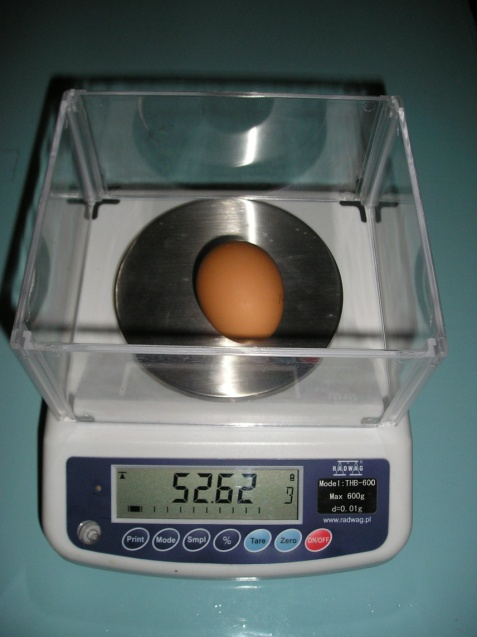 RADWAG
52.62 g
Model:THB-600
Max 600g
d=0.01g
www.radwag.pl
Print Mode Smpl % Tare Zero ON/OFF